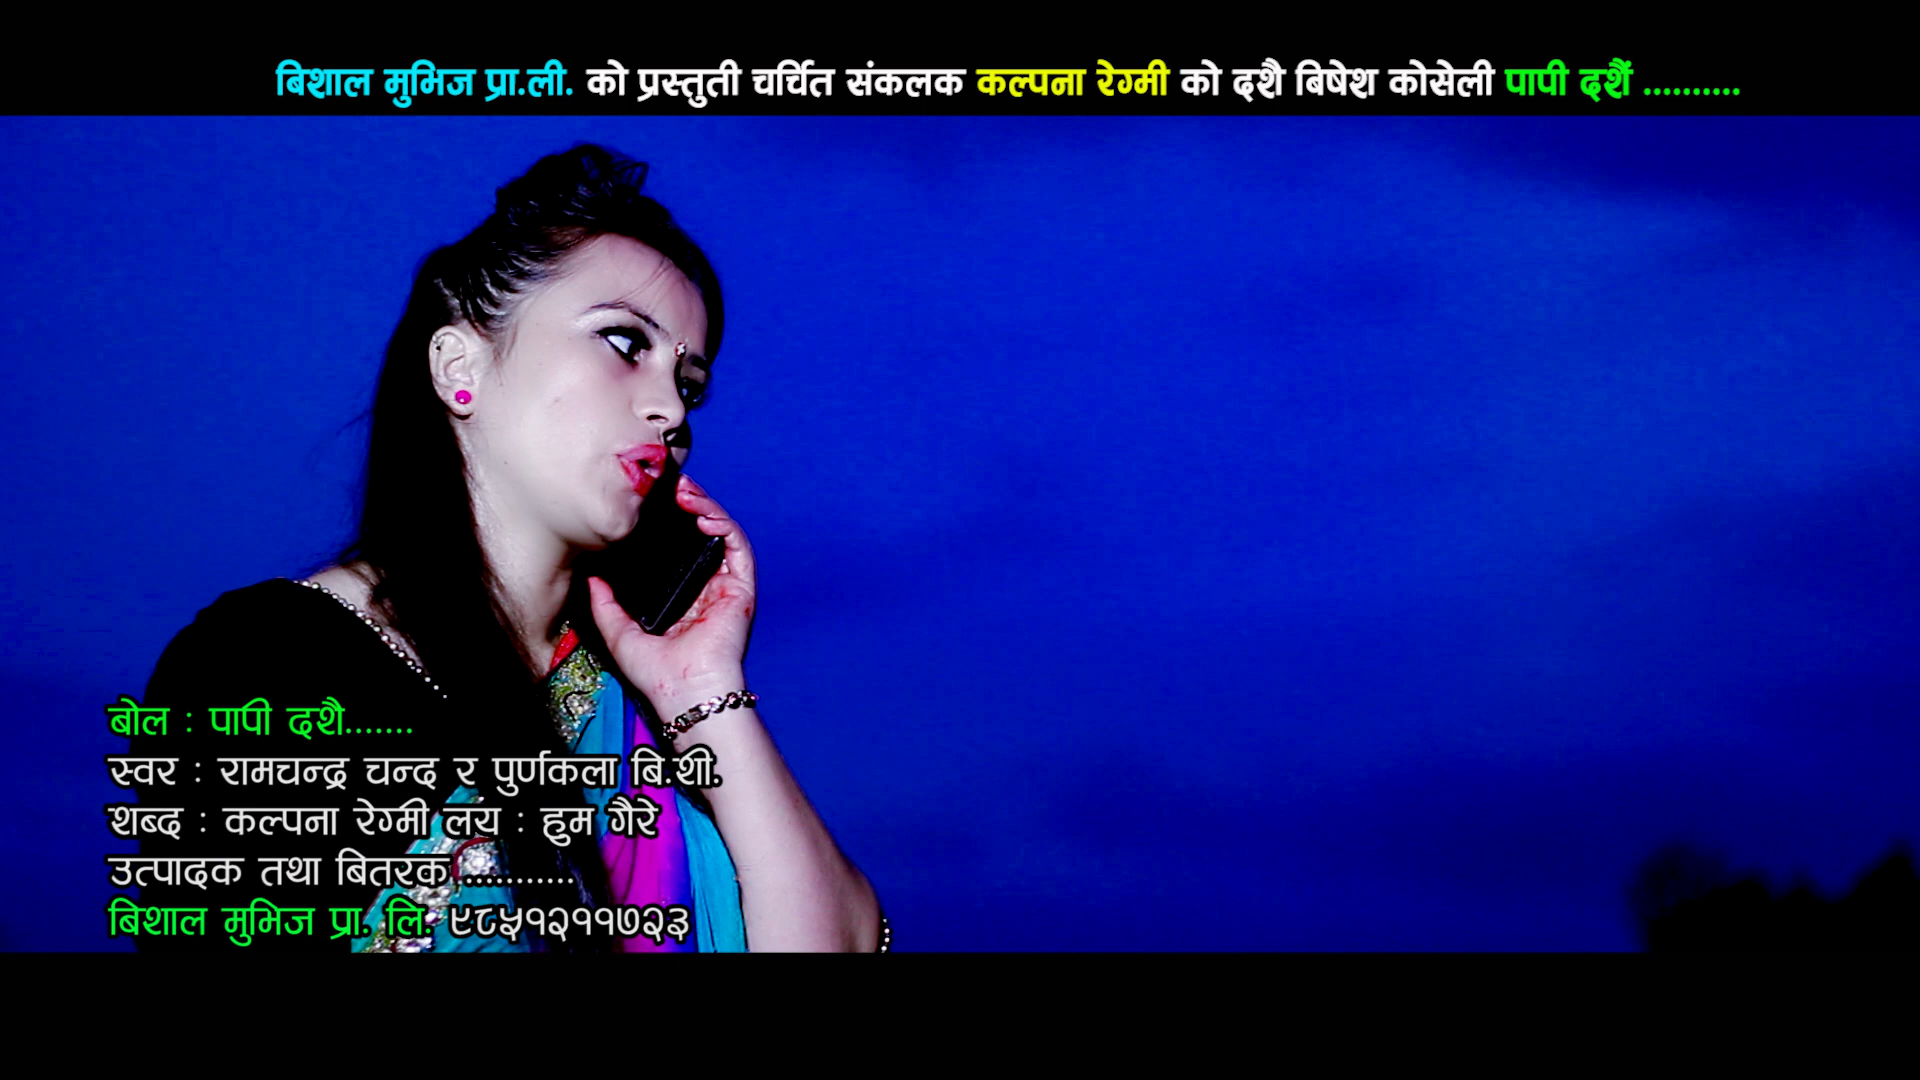 बिशाल मुभिज प्रा.ली. को प्रस्तुती चर्चित संकलक कल्पना रेग्मी को दशै बिषेश कोसेली पापी दशैं ..........
बोल : पापी दशै.......
स्वर : रामचन्द्र चन्द र पुर्णकला बि.शी.
शब्द : कल्पना रेग्मी लय : हुम गैरे
उत्पादक तथा बितरक ...........
बिशाल मुभिज प्रा. लि. ९८५१२११७२३